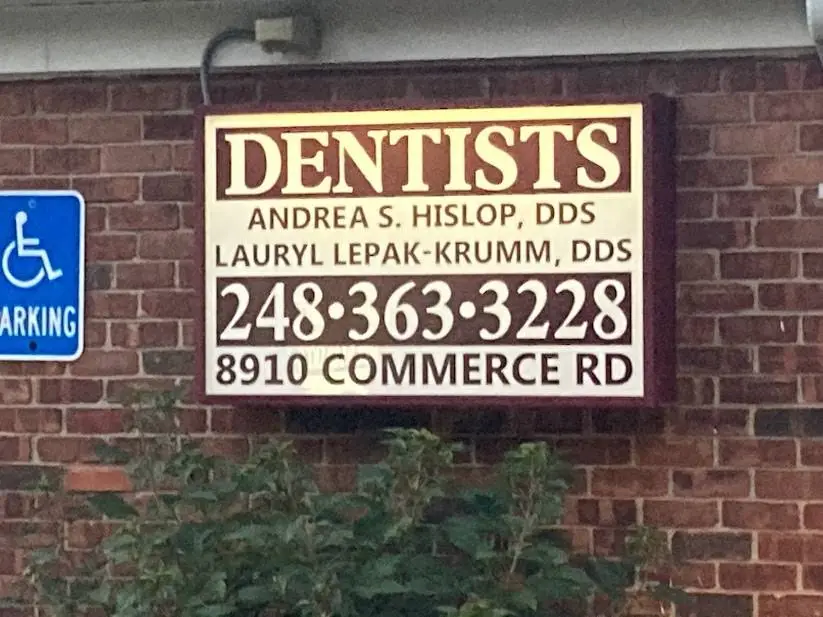 DENTISTS
ANDREA S. HISLOP, DDS
LAURYL LEPAK-KRUMM, DDS
248•363•3228
8910 COMMERCE RD
ARKING